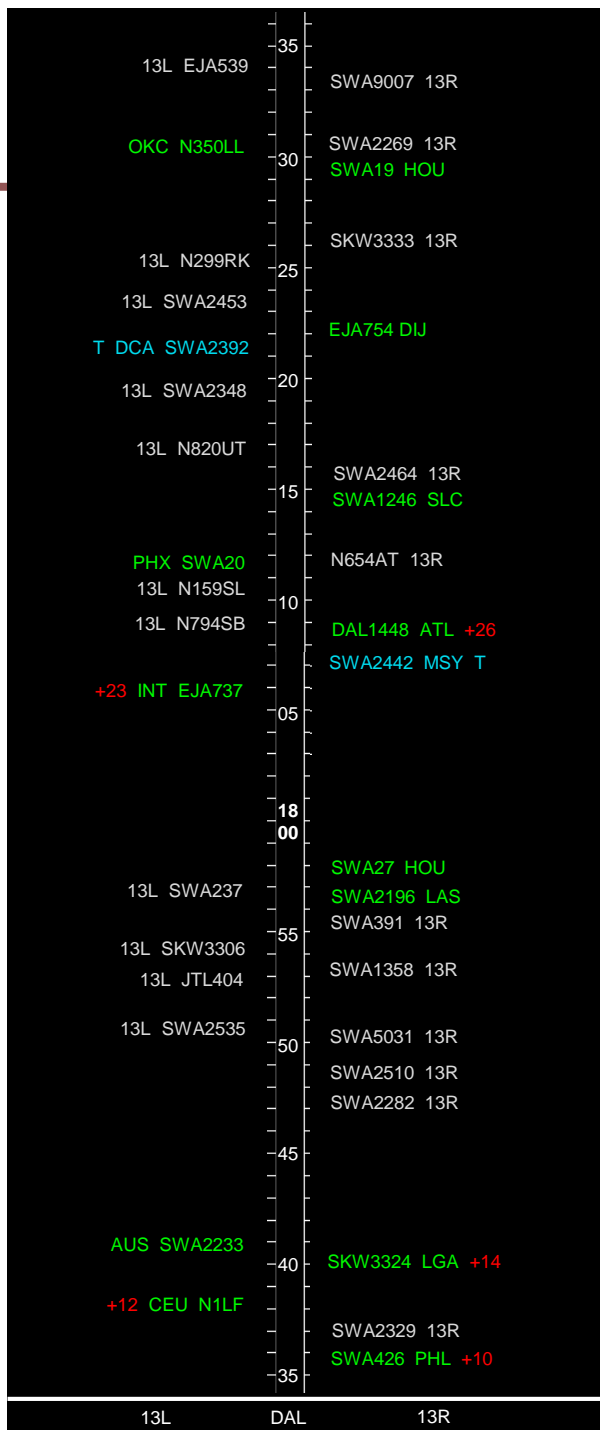 35
13L EJA539
SWA9007 13R
SWA2269 13R
OKC N350LL
30
SWA19 HOU
SKW3333 13R
13L N299RK
25
13L SWA2453
EJA754 DIJ
T DCA SWA2392
20
13L SWA2348
13L N820UT
SWA2464 13R
15
SWA1246 SLC
N654AT 13R
PHX SWA20
13L N159SL
10
13L N794SB
DAL1448 ATL +26
SWA2442 MSY T
+23 INT EJA737
05
18
00
SWA27 HOU
13L SWA237
SWA2196 LAS
SWA391 13R
55
13L SKW3306
SWA1358 13R
13L JTL404
13L SWA2535
SWA5031 13R
50
SWA2510 13R
SWA2282 13R
45
AUS SWA2233
SKW3324 LGA +14
40
+12 CEU N1LF
SWA2329 13R
SWA426 PHL +10
35
13L DAL 13R